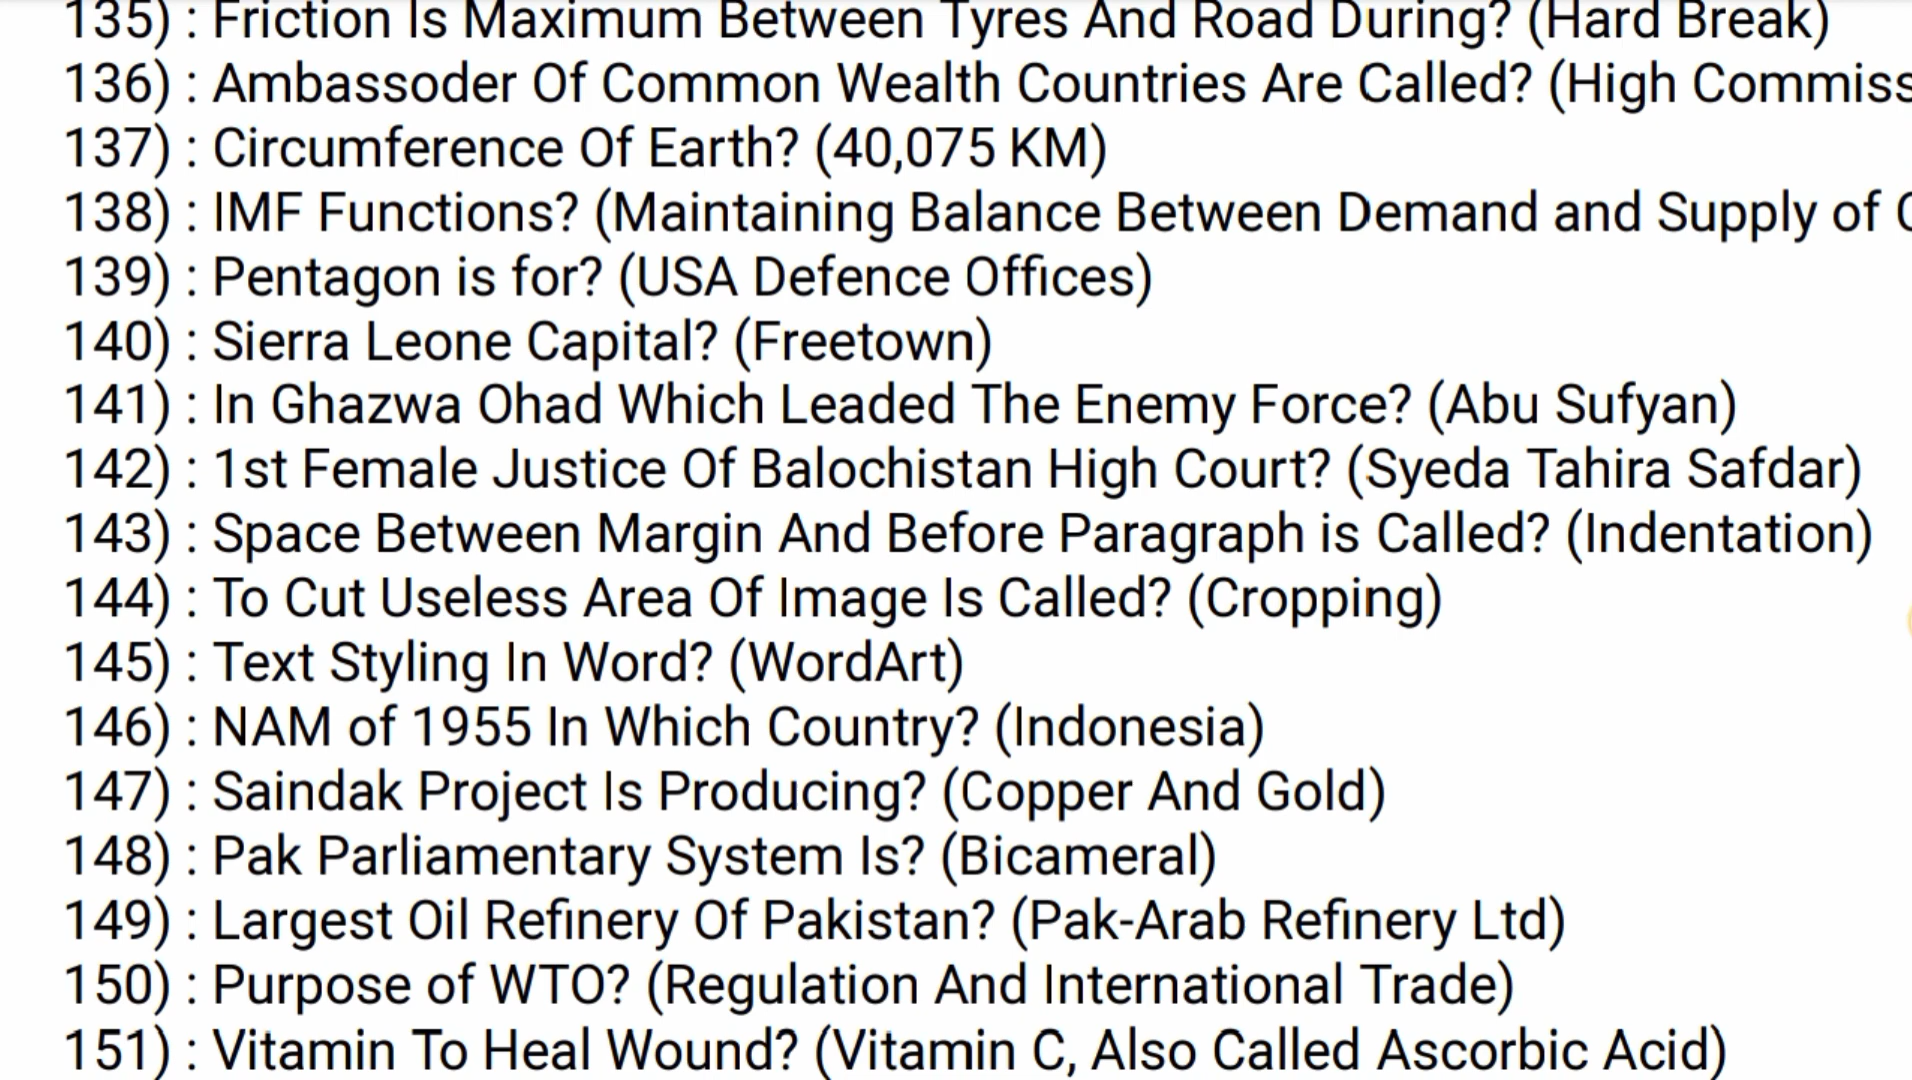 135) : Friction Is Maximum Between Tyres And Road During? (Hard Break)
136) : Ambassoder Of Common Wealth Countries Are Called? (High Commiss
137) : Circumference Of Earth? (40,075 KM)
138) : IMF Functions? (Maintaining Balance Between Demand and Supply of
139) : Pentagon is for? (USA Defence Offices)
140) : Sierra Leone Capital? (Freetown)
141) : In Ghazwa Ohad Which Leaded The Enemy Force? (Abu Sufyan)
142) : 1st Female Justice Of Balochistan High Court? (Syeda Tahira Safdar)
143) : Space Between Margin And Before Paragraph is Called? (Indentation)
144) : To Cut Useless Area Of Image Is Called? (Cropping)
145) : Text Styling In Word? (WordArt)
146) : NAM of 1955 In Which Country? (Indonesia)
147) : Saindak Project Is Producing? (Copper And Gold)
148) : Pak Parliamentary System Is? (Bicameral)
149) : Largest Oil Refinery Of Pakistan? (Pak-Arab Refinery Ltd)
150) : Purpose of WTO? (Regulation And International Trade)
151) : Vitamin To Heal Wound? (Vitamin C, Also Called Ascorbic Acid)